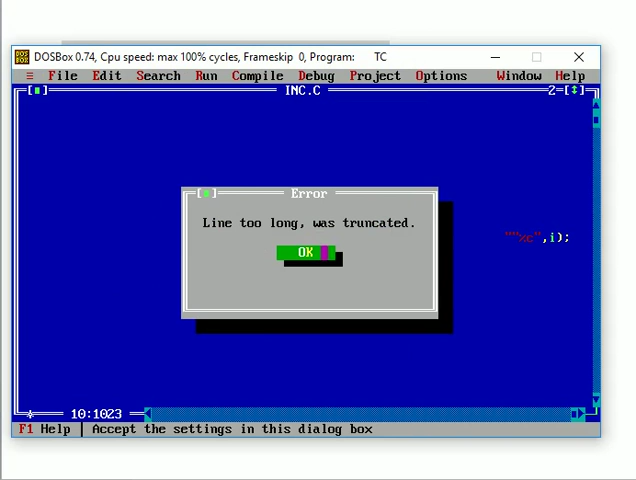 DOSBox 0.74, Cpu speed: max 100% cycles, Frameskip 0, Program: TC
≡ File Edit Search Run Compile Debug Project Options Window Help
INC.C 2=[↕]
Error
Line too long, was truncated.
""%c",i);
OK
10:1023
F1 Help │ Accept the settings in this dialog box